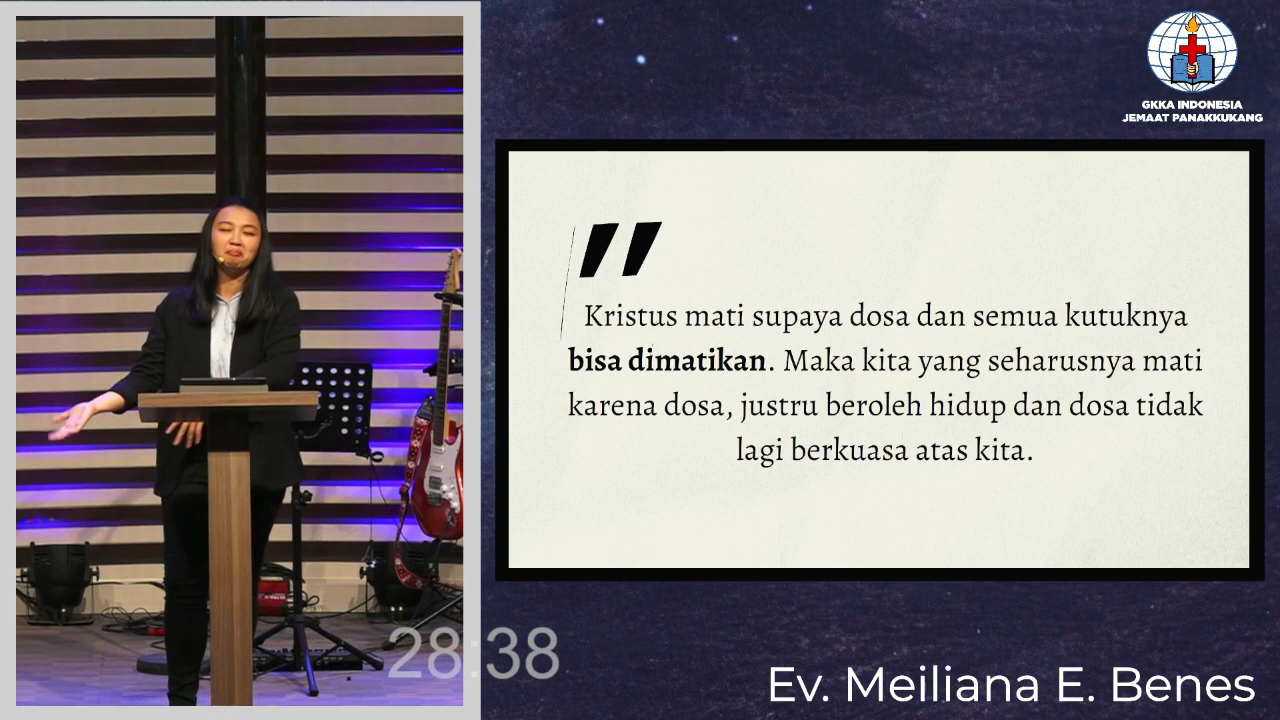 GKKA INDONESIA
JEMAAT PANAKKUKANG
"
Kristus mati supaya dosa dan semua kutuknya
bisa dimatikan. Maka kita yang seharusnya mati
karena dosa, justru beroleh hidup dan dosa tidak
lagi berkuasa atas kita.
28:38
Ev. Meiliana E. Benes